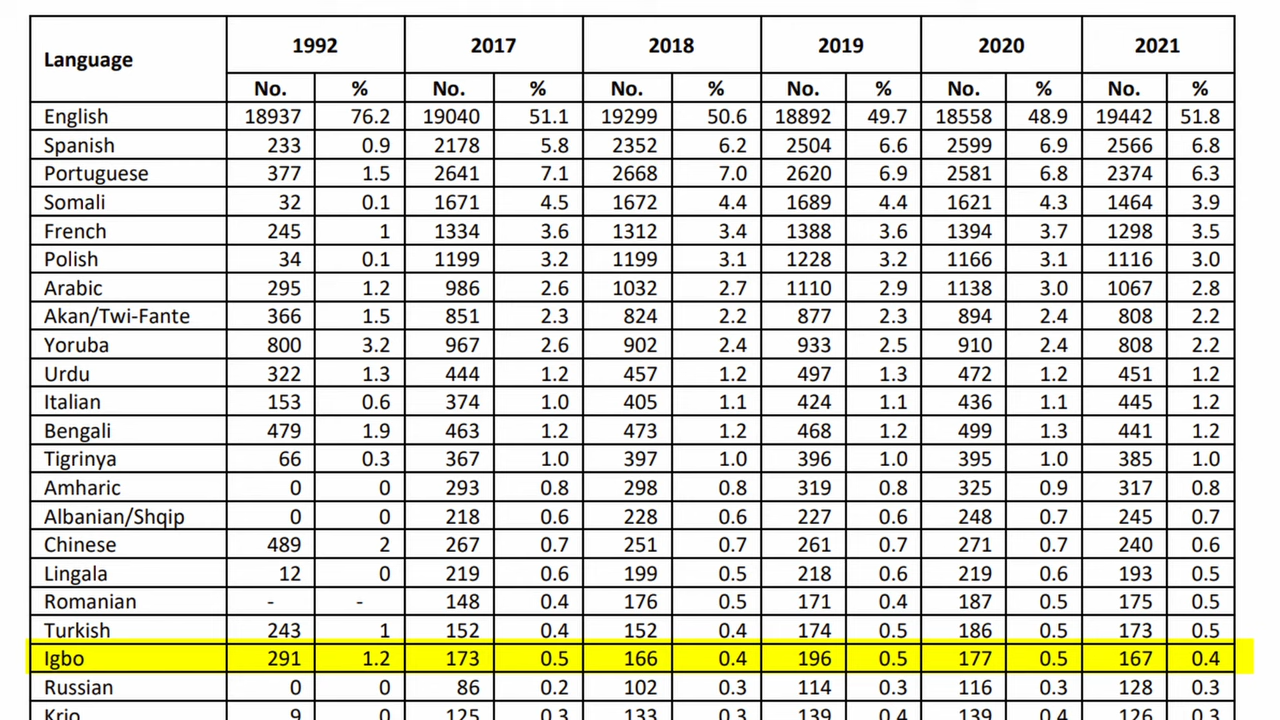 Language 1992 2017 2018 2019 2020 2021
No. % No. % No. % No. % No. % No. %
English 18937 76.2 19040 51.1 19299 50.6 18892 49.7 18558 48.9 19442 51.8
Spanish 233 0.9 2178 5.8 2352 6.2 2504 6.6 2599 6.9 2566 6.8
Portuguese 377 1.5 2641 7.1 2668 7.0 2620 6.9 2581 6.8 2374 6.3
Somali 32 0.1 1671 4.5 1672 4.4 1689 4.4 1621 4.3 1464 3.9
French 245 1 1334 3.6 1312 3.4 1388 3.6 1394 3.7 1298 3.5
Polish 34 0.1 1199 3.2 1199 3.1 1228 3.2 1166 3.1 1116 3.0
Arabic 295 1.2 986 2.6 1032 2.7 1110 2.9 1138 3.0 1067 2.8
Akan/Twi-Fante 366 1.5 851 2.3 824 2.2 877 2.3 894 2.4 808 2.2
Yoruba 800 3.2 967 2.6 902 2.4 933 2.5 910 2.4 808 2.2
Urdu 322 1.3 444 1.2 457 1.2 497 1.3 472 1.2 451 1.2
Italian 153 0.6 374 1.0 405 1.1 424 1.1 436 1.1 445 1.2
Bengali 479 1.9 463 1.2 473 1.2 468 1.2 499 1.3 441 1.2
Tigrinya 66 0.3 367 1.0 397 1.0 396 1.0 395 1.0 385 1.0
Amharic 0 0 293 0.8 298 0.8 319 0.8 325 0.9 317 0.8
Albanian/Shqip 0 0 218 0.6 228 0.6 227 0.6 248 0.7 245 0.7
Chinese 489 2 267 0.7 251 0.7 261 0.7 271 0.7 240 0.6
Lingala 12 0 219 0.6 199 0.5 218 0.6 219 0.6 193 0.5
Romanian - - 148 0.4 176 0.5 171 0.4 187 0.5 175 0.5
Turkish 243 1 152 0.4 152 0.4 174 0.5 186 0.5 173 0.5
Igbo 291 1.2 173 0.5 166 0.4 196 0.5 177 0.5 167 0.4
Russian 0 0 86 0.2 102 0.3 114 0.3 116 0.3 128 0.3
Krio 9 0 125 0.3 133 0.3 139 0.4 139 0.4 126 0.3